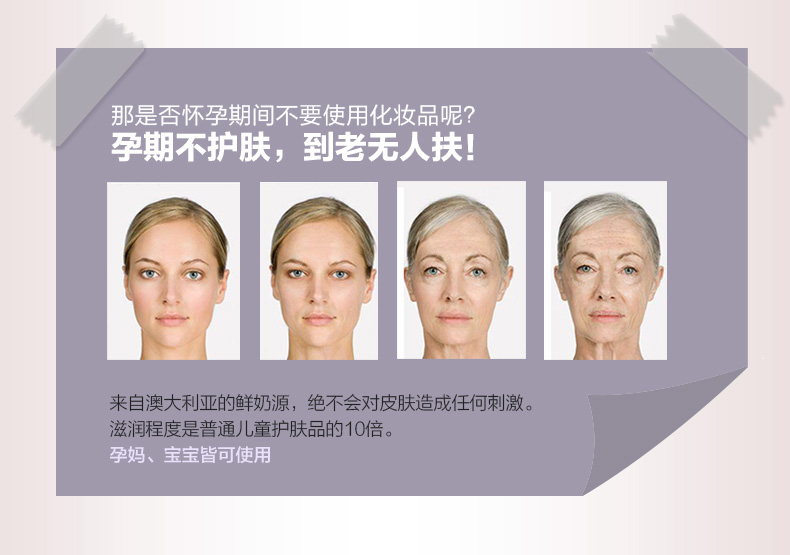 那是否怀孕期间不要使用化妆品呢？
孕期不护肤，到老无人扶！
来自澳大利亚的鲜奶源，绝不会对皮肤造成任何刺激。
滋润程度是普通儿童护肤品的10倍。
孕妈、宝宝皆可使用